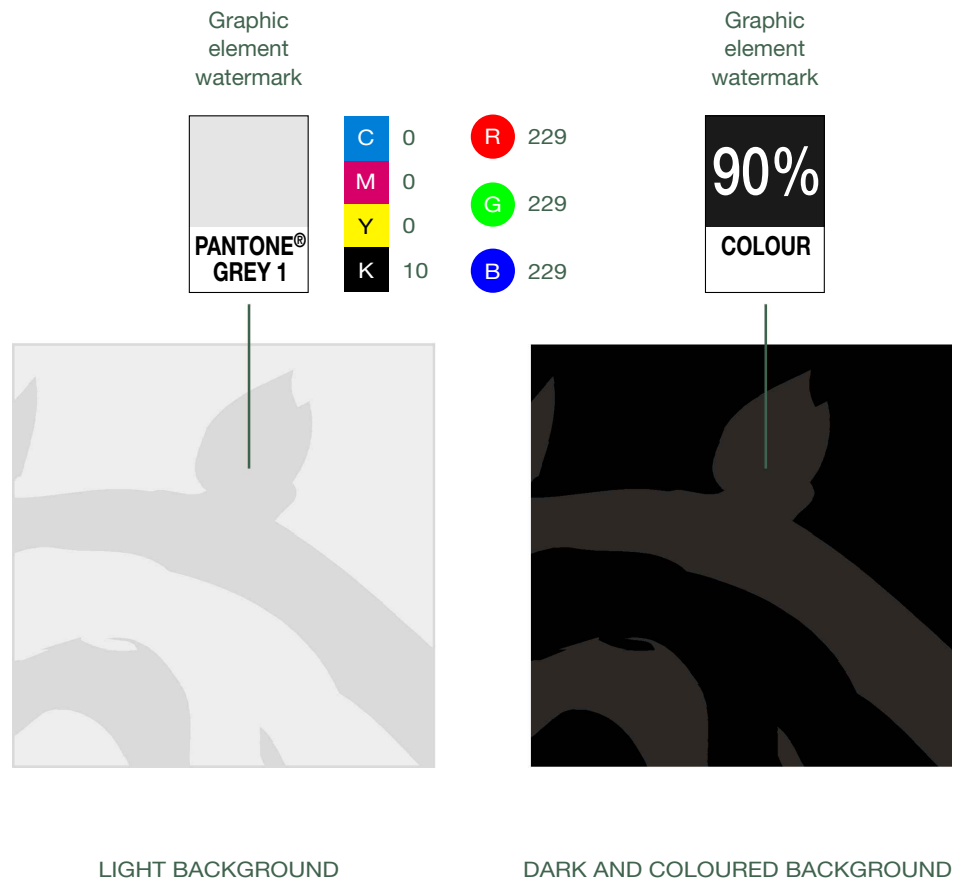 Graphic
element
watermark
Graphic
element
watermark
PANTONE®
GREY 1
C 0
M 0
Y 0
K 10
R 229
G 229
B 229
90%
COLOUR
LIGHT BACKGROUND
DARK AND COLOURED BACKGROUND